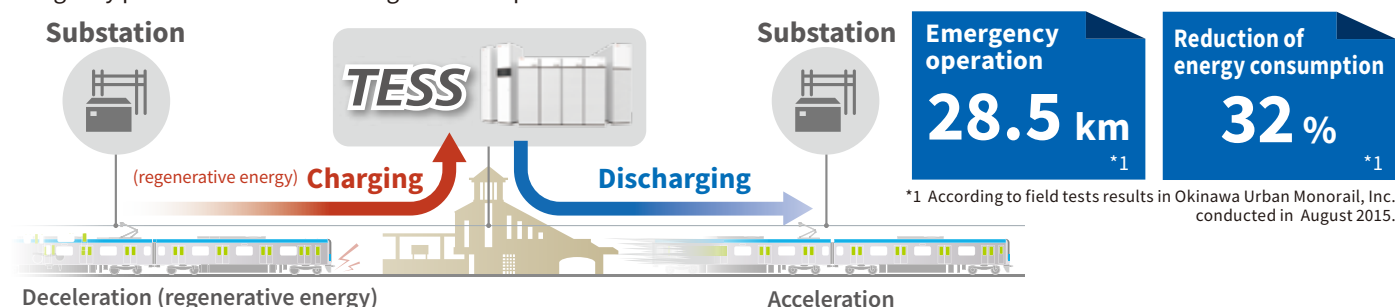 Substation
TESS
Substation
(regenerative energy) Charging
Discharging
Deceleration (regenerative energy)
Acceleration
Emergency
operation
28.5 km
*1
Reduction of
energy consumption
32 %
*1
*1 According to field tests results in Okinawa Urban Monorail, Inc.
conducted in August 2015.